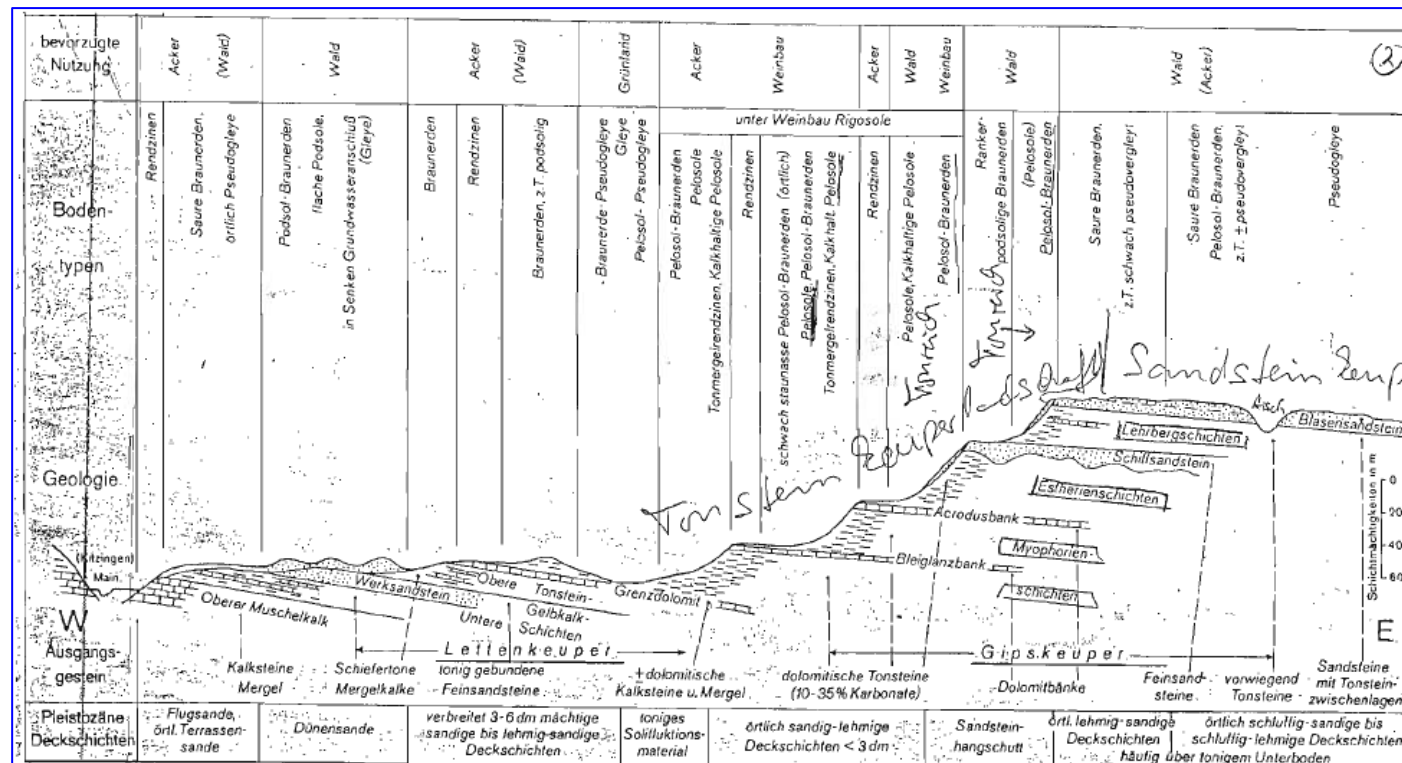 bevorzugte
Nutzung
Acker
(Wald)
Wald
Acker
(Wald)
Grünland
Acker
Weinbau
Acker
Wald
Weinbau
Wald
Wald
(Acker)
2
unter Weinbau Rigosole
Boden-
typen
Rendzinen
Saure Braunerden,
örtlich Pseudogleye
Podsol-Braunerden
flache Podsole,
in Senken Grundwasseranschluß
(Gleye)
Braunerden
Rendzinen
Braunerden, z.T. podsolig
Braunerde-Pseudogleye
Gleye
Pelosol-Pseudogleye
Pelosol-Braunerden
Pelosole
Tonmergelrendzinen, Kalkhaltige Pelosole
Rendzinen
schwach staunasse Pelosol-Braunerden (örtlich)
Pelosole, Pelosol-Braunerden
Tonmergelrendzinen, Kalkhalt. Pelosole
Rendzinen
Pelosole, Kalkhaltige Pelosole
Pelosol-Braunerden
Ranker-
podsolige Braunerden
(Pelosole)
Pelosol-Braunerden
Saure Braunerden,
z.T. schwach pseudovergleyt
Saure Braunerden
Pelosol-Braunerden,
z.T. ± pseudovergleyt
Pseudogleye
Tonreich
Tonreich
Tonstein Keuper
Sandstein Keup
Geologie
(Kitzingen)
Main
W
Oberer Muschelkalk
Werksandstein
Untere
Obere Tonstein-
Gelbkalk-
Schichten
Grenzdolomit
Bleiglanzbank
Acrodusbank
Myophorien-
schichten
Estherienschichten
Schilfsandstein
Lehrbergschichten
Aisch
Blasensandstein
Schichtmächtigkeiten in m
0
20
40
60
E
Lettenkeuper
Gipskeuper
Ausgangs-
gestein
Kalksteine
Mergel
Schiefertone
Mergelkalke
tonig gebundene
Feinsandsteine
± dolomitische
Kalksteine u. Mergel
dolomitische Tonsteine
(10-35% Karbonate)
Dolomitbänke
Feinsand-
steine
vorwiegend
Tonsteine
Sandsteine
mit Tonstein-
zwischenlagen
Pleistozäne
Deckschichten
Flugsande,
örtl. Terrassen-
sande
Dünensande
verbreitet 3-6 dm mächtige
sandige bis lehmig-sandige
Deckschichten
toniges
Solifluktions-
material
örtlich sandig-lehmige
Deckschichten < 3 dm
Sandstein-
hangschutt
örtl. lehmig-sandige
Deckschichten
häufig über tonigem Unterboden
örtlich schluffig-sandige bis
schluffig-lehmige Deckschichten